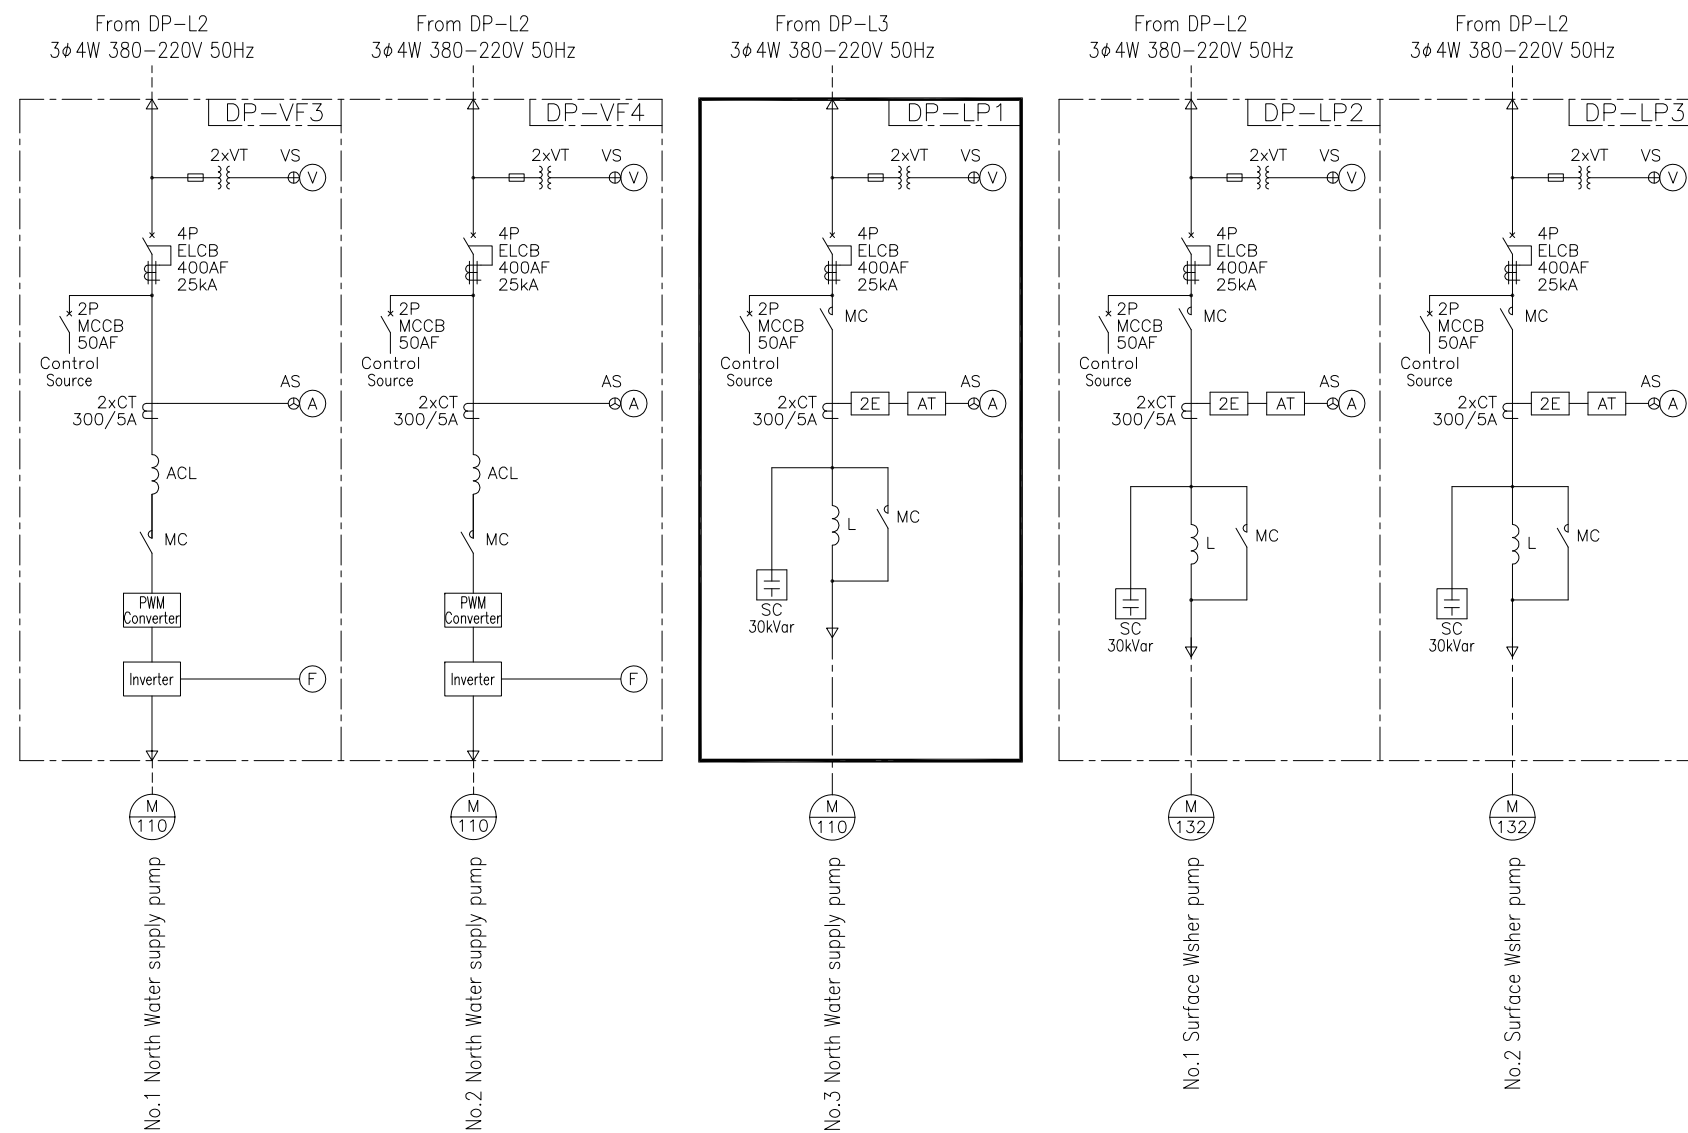 From DP-L2
3φ4W 380-220V 50Hz
DP-VF3
2xVT
VS
V
4P
ELCB
400AF
25kA
2P
MCCB
50AF
Control
Source
AS
2xCT
300/5A
A
ACL
MC
PWM
Converter
Inverter
F
M
110
No.1 North Water supply pump
From DP-L2
3φ4W 380-220V 50Hz
DP-VF4
2xVT
VS
V
4P
ELCB
400AF
25kA
2P
MCCB
50AF
Control
Source
AS
2xCT
300/5A
A
ACL
MC
PWM
Converter
Inverter
F
M
110
No.2 North Water supply pump
From DP-L3
3φ4W 380-220V 50Hz
DP-LP1
2xVT
VS
V
4P
ELCB
400AF
25kA
2P
MCCB
50AF
MC
Control
Source
AS
2xCT
300/5A
2E
AT
A
L
MC
SC
30kVar
M
110
No.3 North Water supply pump
From DP-L2
3φ4W 380-220V 50Hz
DP-LP2
2xVT
VS
V
4P
ELCB
400AF
25kA
2P
MCCB
50AF
MC
Control
Source
AS
2xCT
300/5A
2E
AT
A
L
MC
SC
30kVar
M
132
No.1 Surface Wsher pump
From DP-L2
3φ4W 380-220V 50Hz
DP-LP3
2xVT
VS
V
4P
ELCB
400AF
25kA
2P
MCCB
50AF
MC
Control
Source
AS
2xCT
300/5A
2E
AT
A
L
MC
SC
30kVar
M
132
No.2 Surface Wsher pump